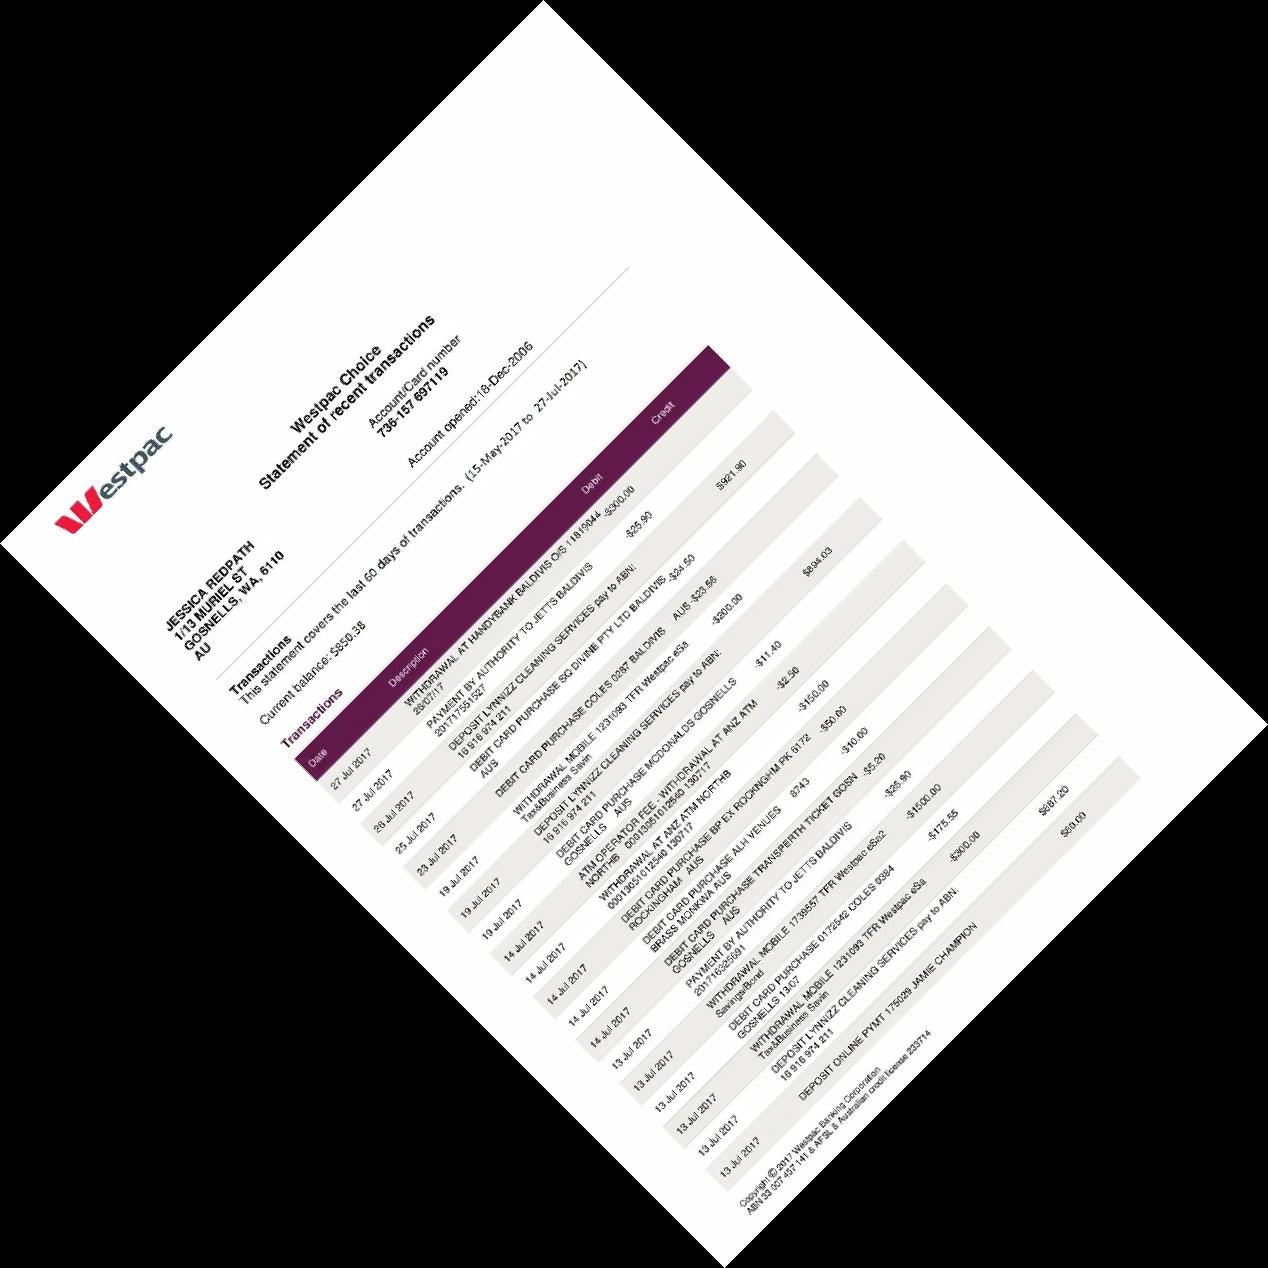 Westpac
Westpac Choice
Statement of recent transactions
JESSICA REDPATH
1/13 MURIEL ST
GOSNELLS, WA, 6110
AU
Account/Card number
736-157 697119
Account opened:18-Dec-2006
Transactions
This statement covers the last 60 days of transactions. (15-May-2017 to 27-Jul-2017)
Current balance: $850.38
Transactions
Date Description Debit Credit
27 Jul 2017 WITHDRAWAL AT HANDYBANK BALDIVIS O/S 11819044 -$300.00
26/07/17
27 Jul 2017 PAYMENT BY AUTHORITY TO JETTS BALDIVIS -$25.90
201717551527
26 Jul 2017 DEPOSIT LYNNIZZ CLEANING SERVICES pay to ABN: $921.90
16 916 974 211
25 Jul 2017 DEBIT CARD PURCHASE SQ DIVINE PTY LTD BALDIVIS -$24.50
AUS
23 Jul 2017 DEBIT CARD PURCHASE COLES 0287 BALDIVIS AUS -$23.56
19 Jul 2017 WITHDRAWAL MOBILE 1231093 TFR Westpac eSa -$200.00
Tax&Business Savin
19 Jul 2017 DEPOSIT LYNNIZZ CLEANING SERVICES pay to ABN: $894.03
16 916 974 211
19 Jul 2017 DEBIT CARD PURCHASE MCDONALDS GOSNELLS -$11.40
GOSNELLS AUS
14 Jul 2017 ATM OPERATOR FEE - WITHDRAWAL AT ANZ ATM -$2.50
NORTHB 00013051012540 130717
14 Jul 2017 WITHDRAWAL AT ANZ ATM NORTHB -$150.00
00013051012540 130717
14 Jul 2017 DEBIT CARD PURCHASE BP EX ROCKINGHM PK 6172 -$50.00
ROCKINGHAM AUS
14 Jul 2017 DEBIT CARD PURCHASE ALH VENUES 8743 -$10.00
BRASS MONKWA AUS
14 Jul 2017 DEBIT CARD PURCHASE TRANSPERTH TICKET GOSN -$5.20
GOSNELLS AUS
13 Jul 2017 PAYMENT BY AUTHORITY TO JETTS BALDIVIS -$25.90
201716325691
13 Jul 2017 WITHDRAWAL MOBILE 1739557 TFR Westpac eSa2 -$1500.00
Savings/Bond
13 Jul 2017 DEBIT CARD PURCHASE 0172542 COLES 0384 -$175.55
GOSNELLS 13/07
13 Jul 2017 WITHDRAWAL MOBILE 1231093 TFR Westpac eSa -$300.00
Tax&Business Savin
13 Jul 2017 DEPOSIT LYNNIZZ CLEANING SERVICES pay to ABN: $687.20
16 916 974 211
13 Jul 2017 DEPOSIT ONLINE PYMT 175029 JAMIE CHAMPION $60.00
Copyright © 2017 Westpac Banking Corporation
ABN 33 007 457 141 & AFSL & Australian credit license 233714